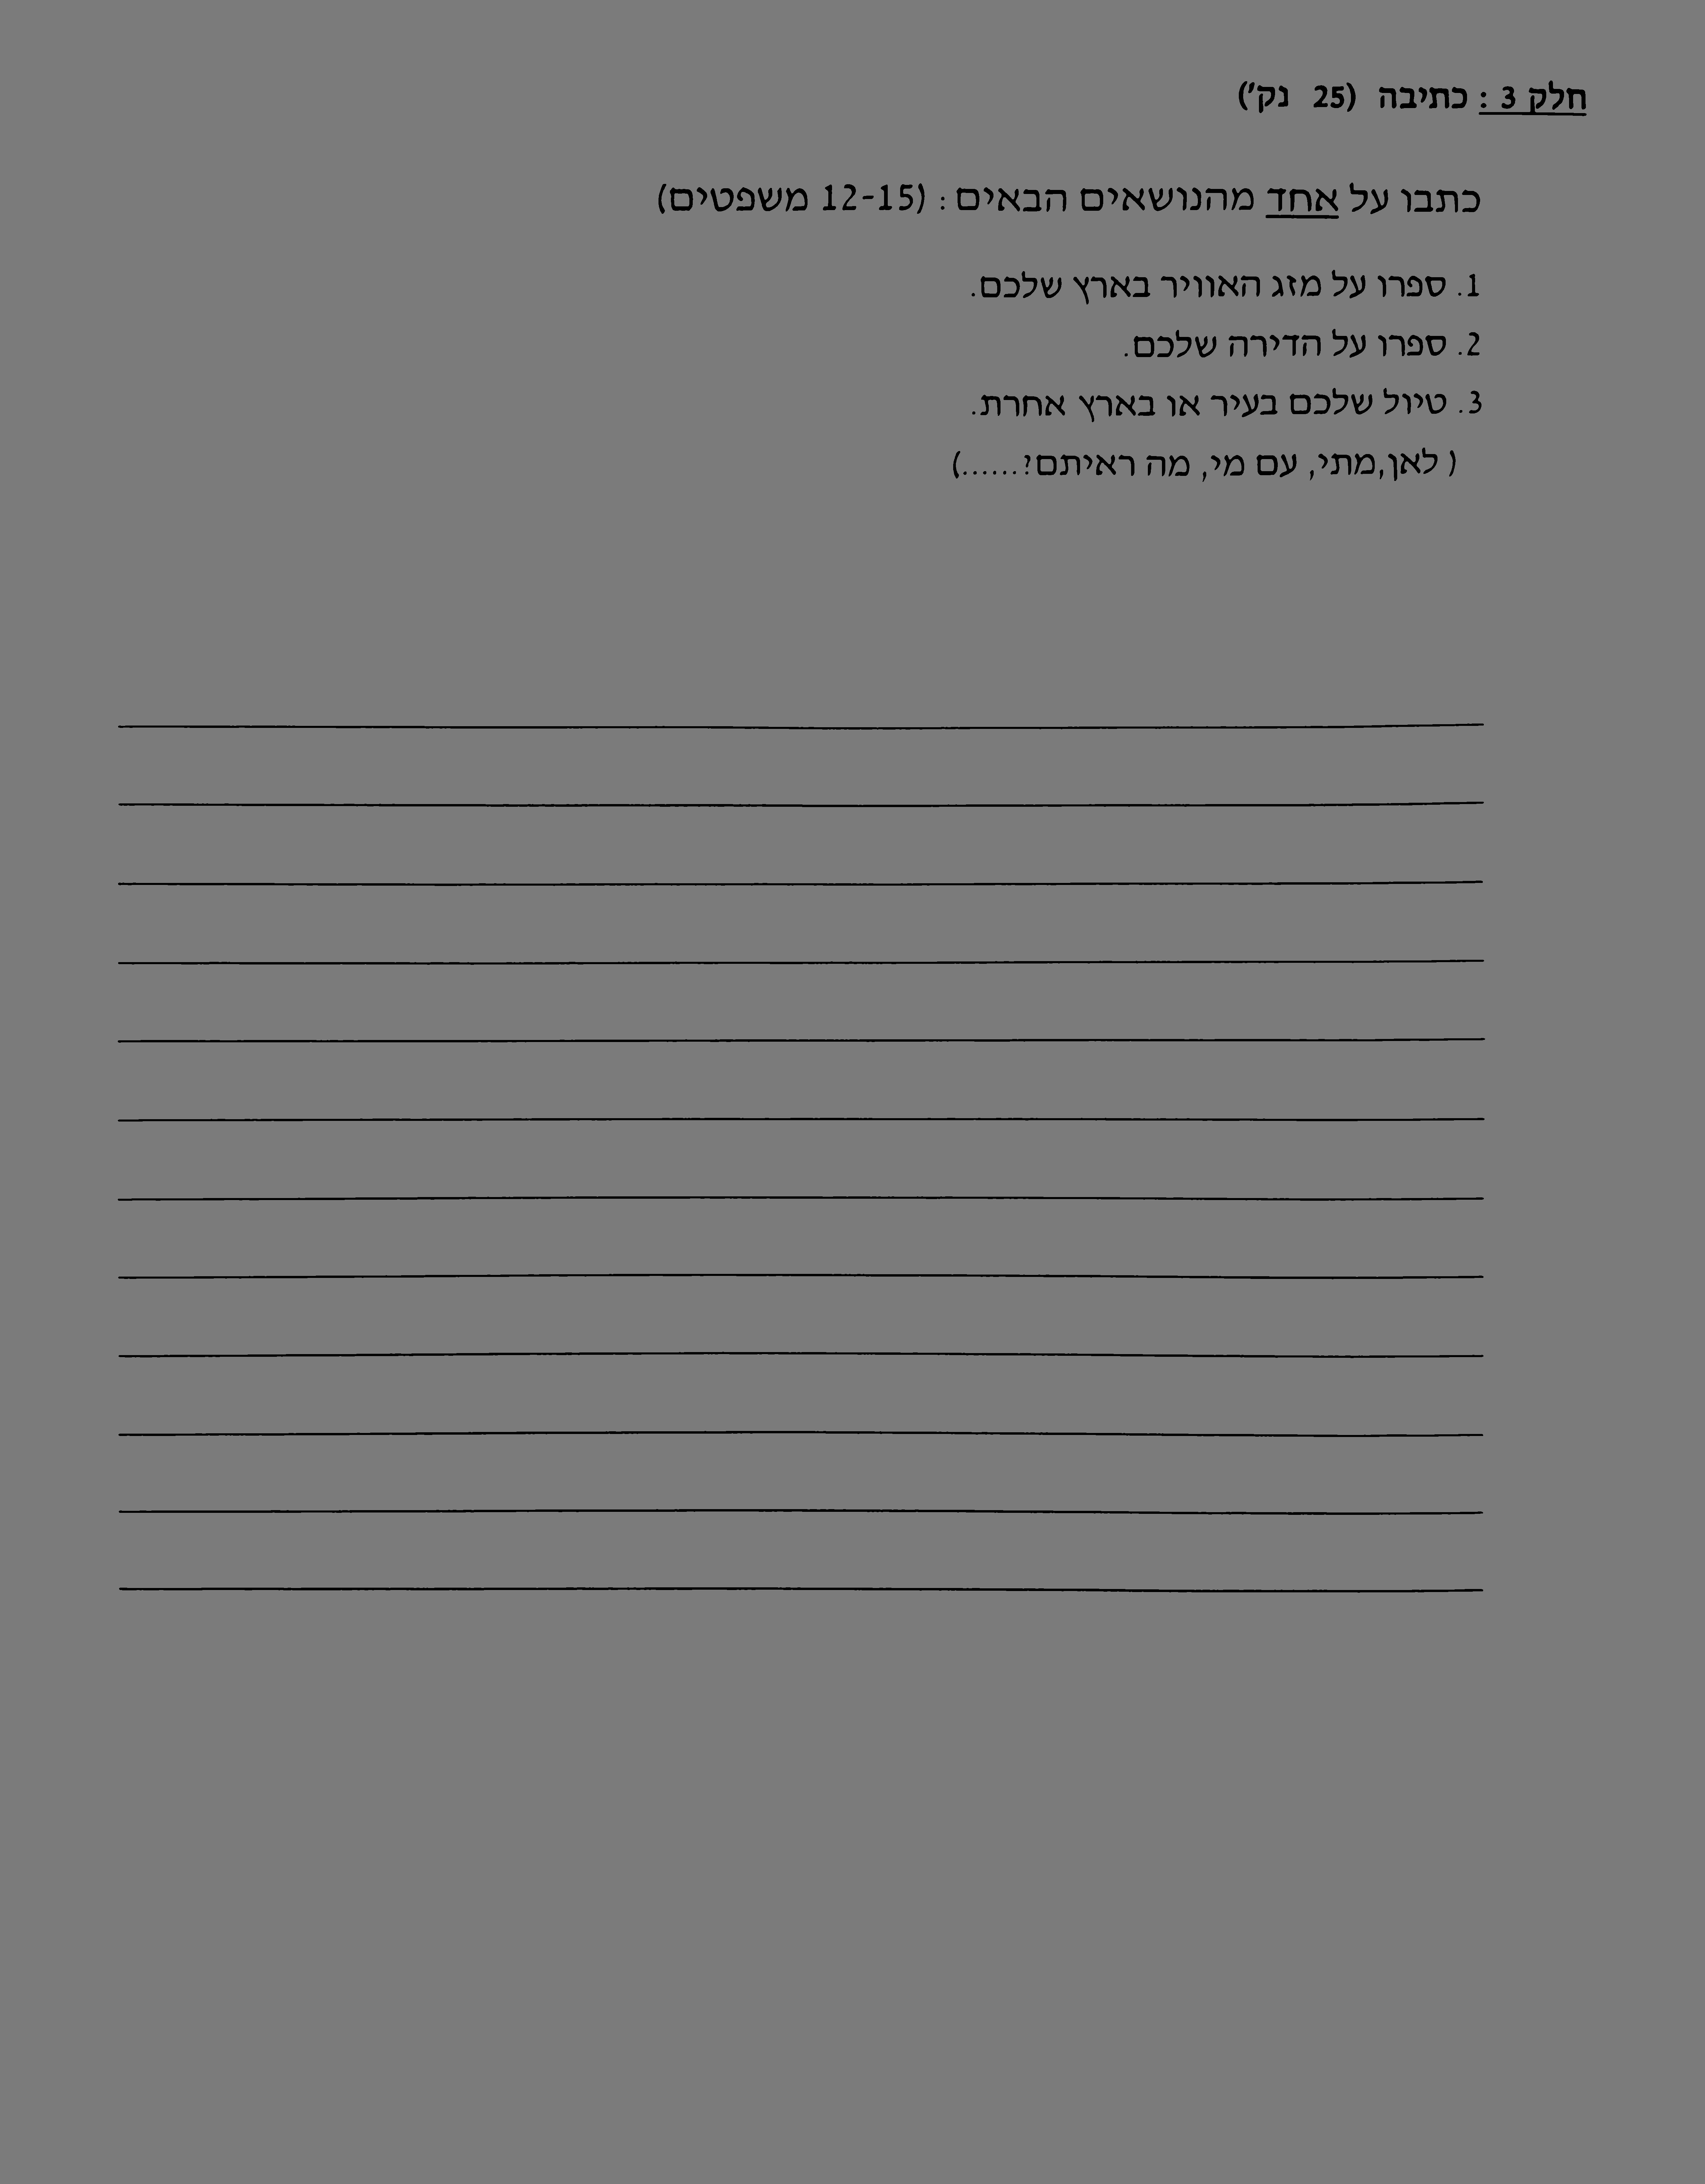 חלק 3 : כתיבה (25 נק')
כתבו על אחד מהנושאים הבאים : (12-15 משפטים)
1. ספרו על מזג האוויר בארץ שלכם.
2. ספרו על הדירה שלכם.
3. טיול שלכם בעיר או בארץ אחרת.
( לאן,מתי, עם מי, מה ראיתם?......)